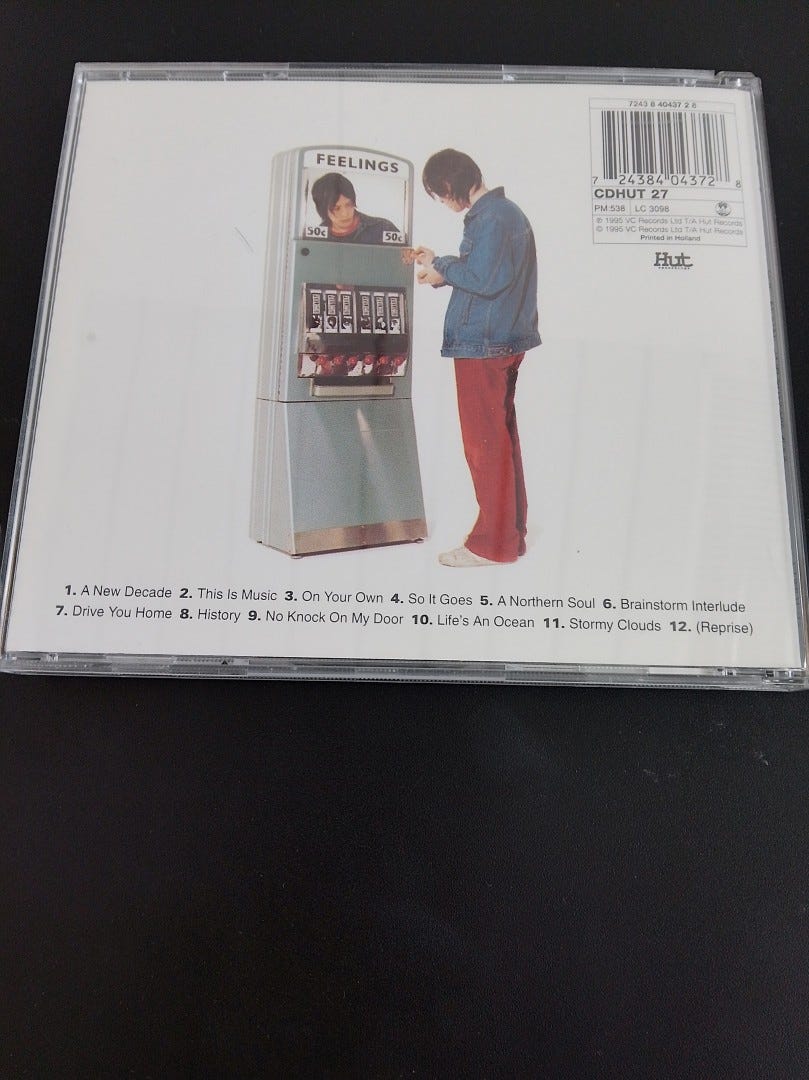 7243 8 40437 2 8
7 24384 04372 8
CDHUT 27
PM:538 LC 3098
℗ 1995 VC Records Ltd T/A Hut Records
© 1995 VC Records Ltd T/A Hut Records
Printed in Holland
Hut
FEELINGS
50c 50c
1. A New Decade 2. This Is Music 3. On Your Own 4. So It Goes 5. A Northern Soul 6. Brainstorm Interlude
7. Drive You Home 8. History 9. No Knock On My Door 10. Life's An Ocean 11. Stormy Clouds 12. (Reprise)